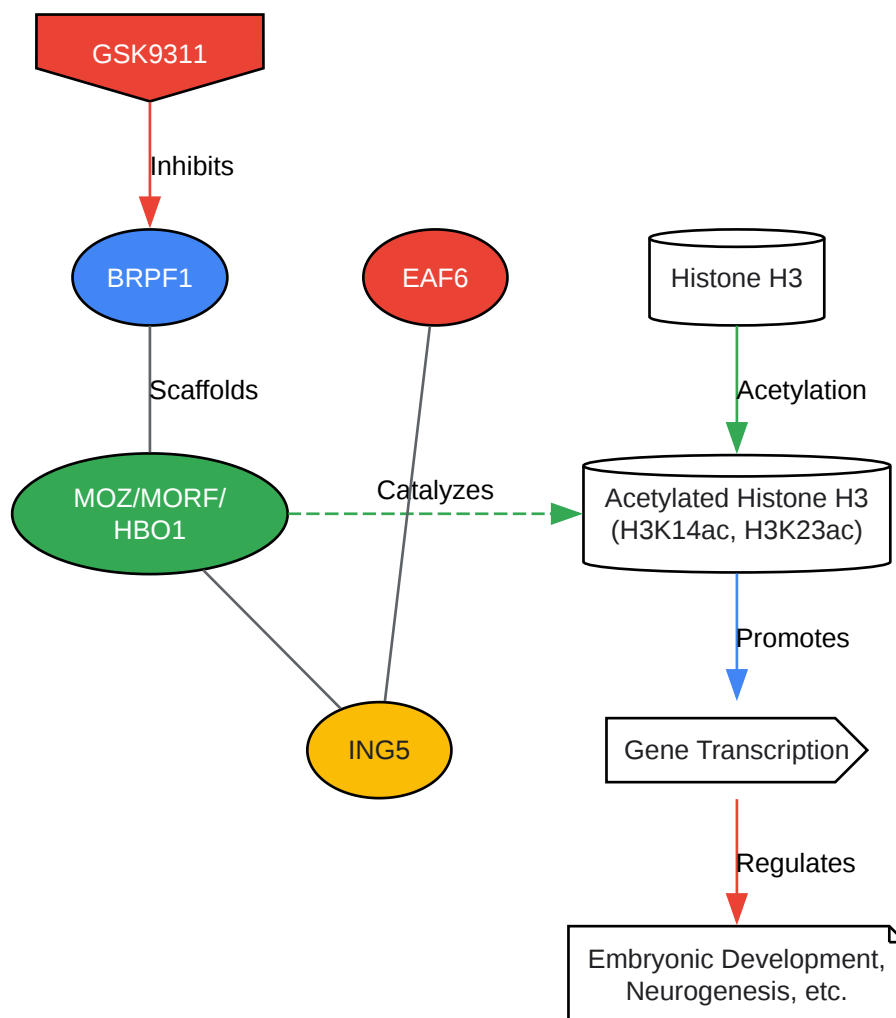 GSK9311
Inhibits
BRPF1
EAF6
Histone H3
Scaffolds
Acetylation
MOZ/MORF/
HBO1
Catalyzes
Acetylated Histone H3
(H3K14ac, H3K23ac)
Promotes
ING5
Gene Transcription
Regulates
Embryonic Development,
Neurogenesis, etc.